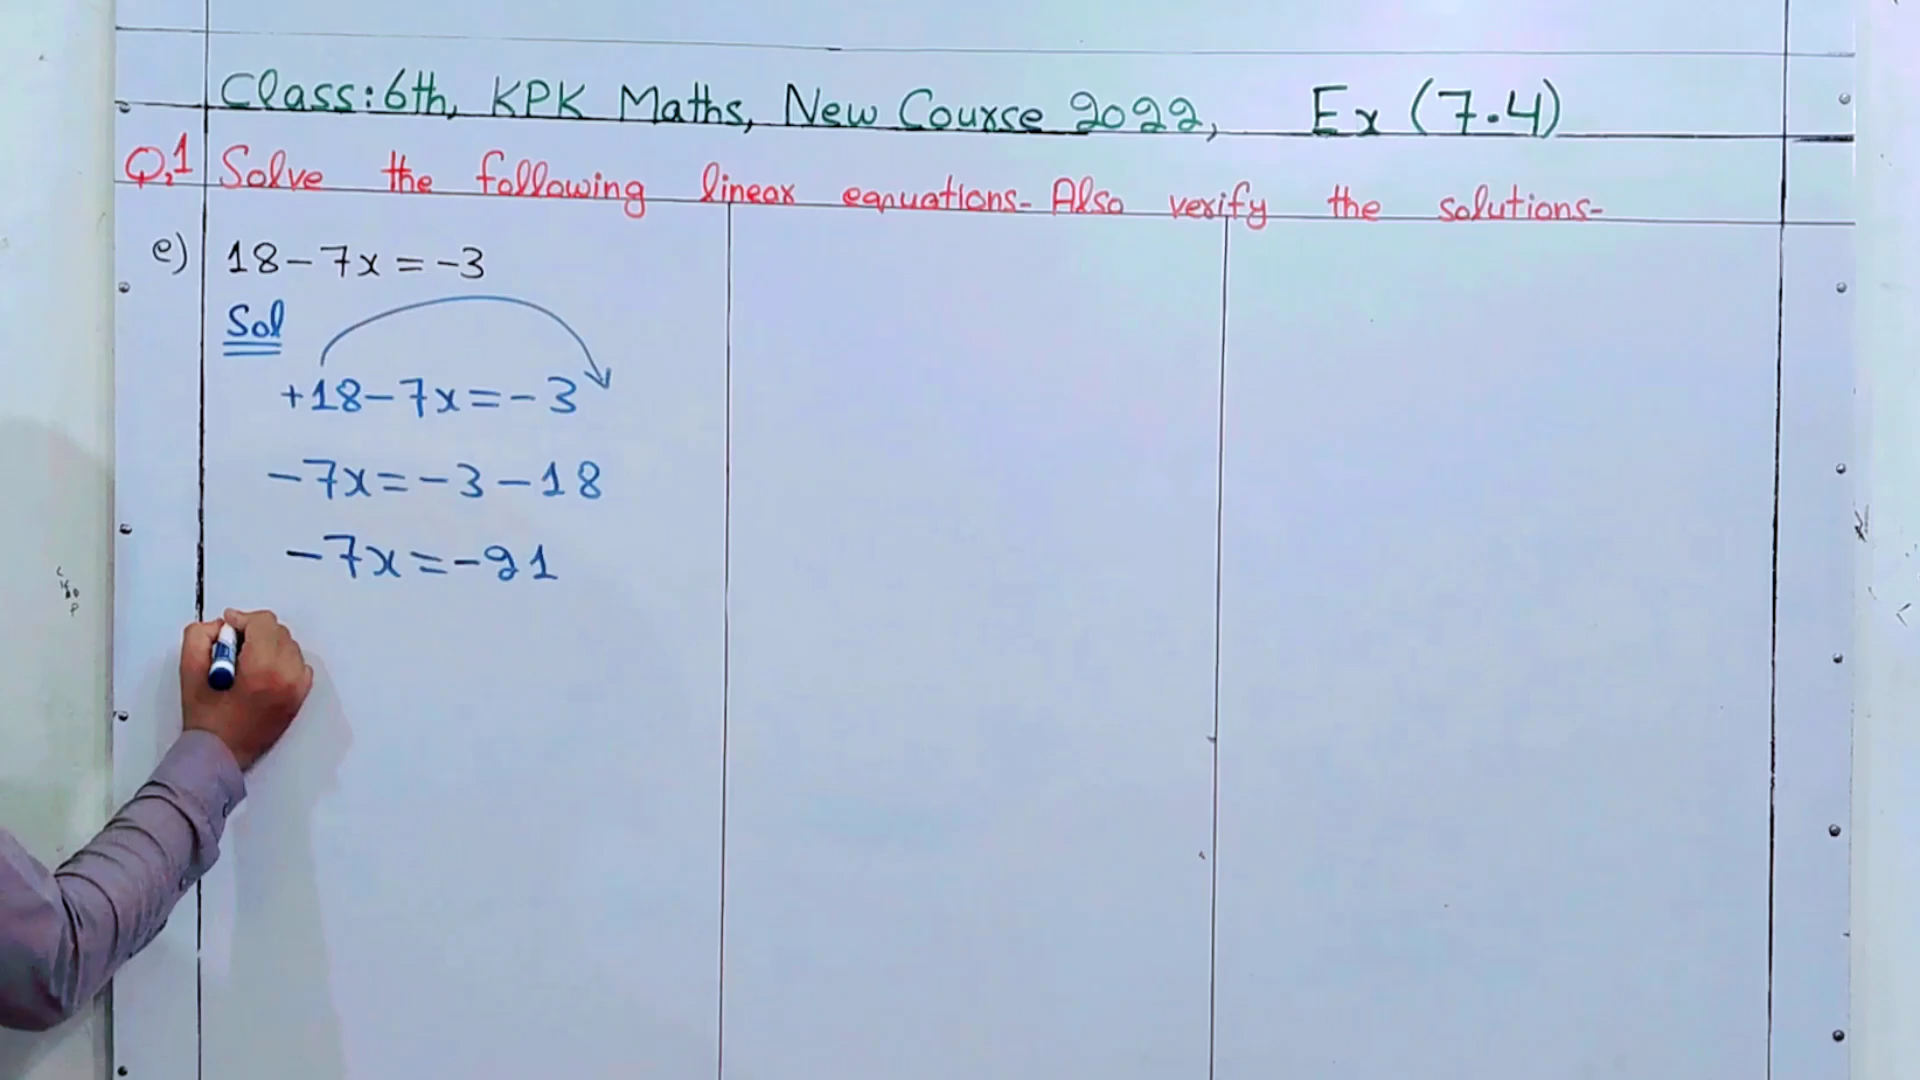 Class:6th, KPK Maths, New Course 2022, Ex (7.4)
Q.1 Solve the following linear equations- Also verify the solutions-
e) 18-7x=-3
Sol
+18-7x=-3
-7x=-3-18
-7x=-21